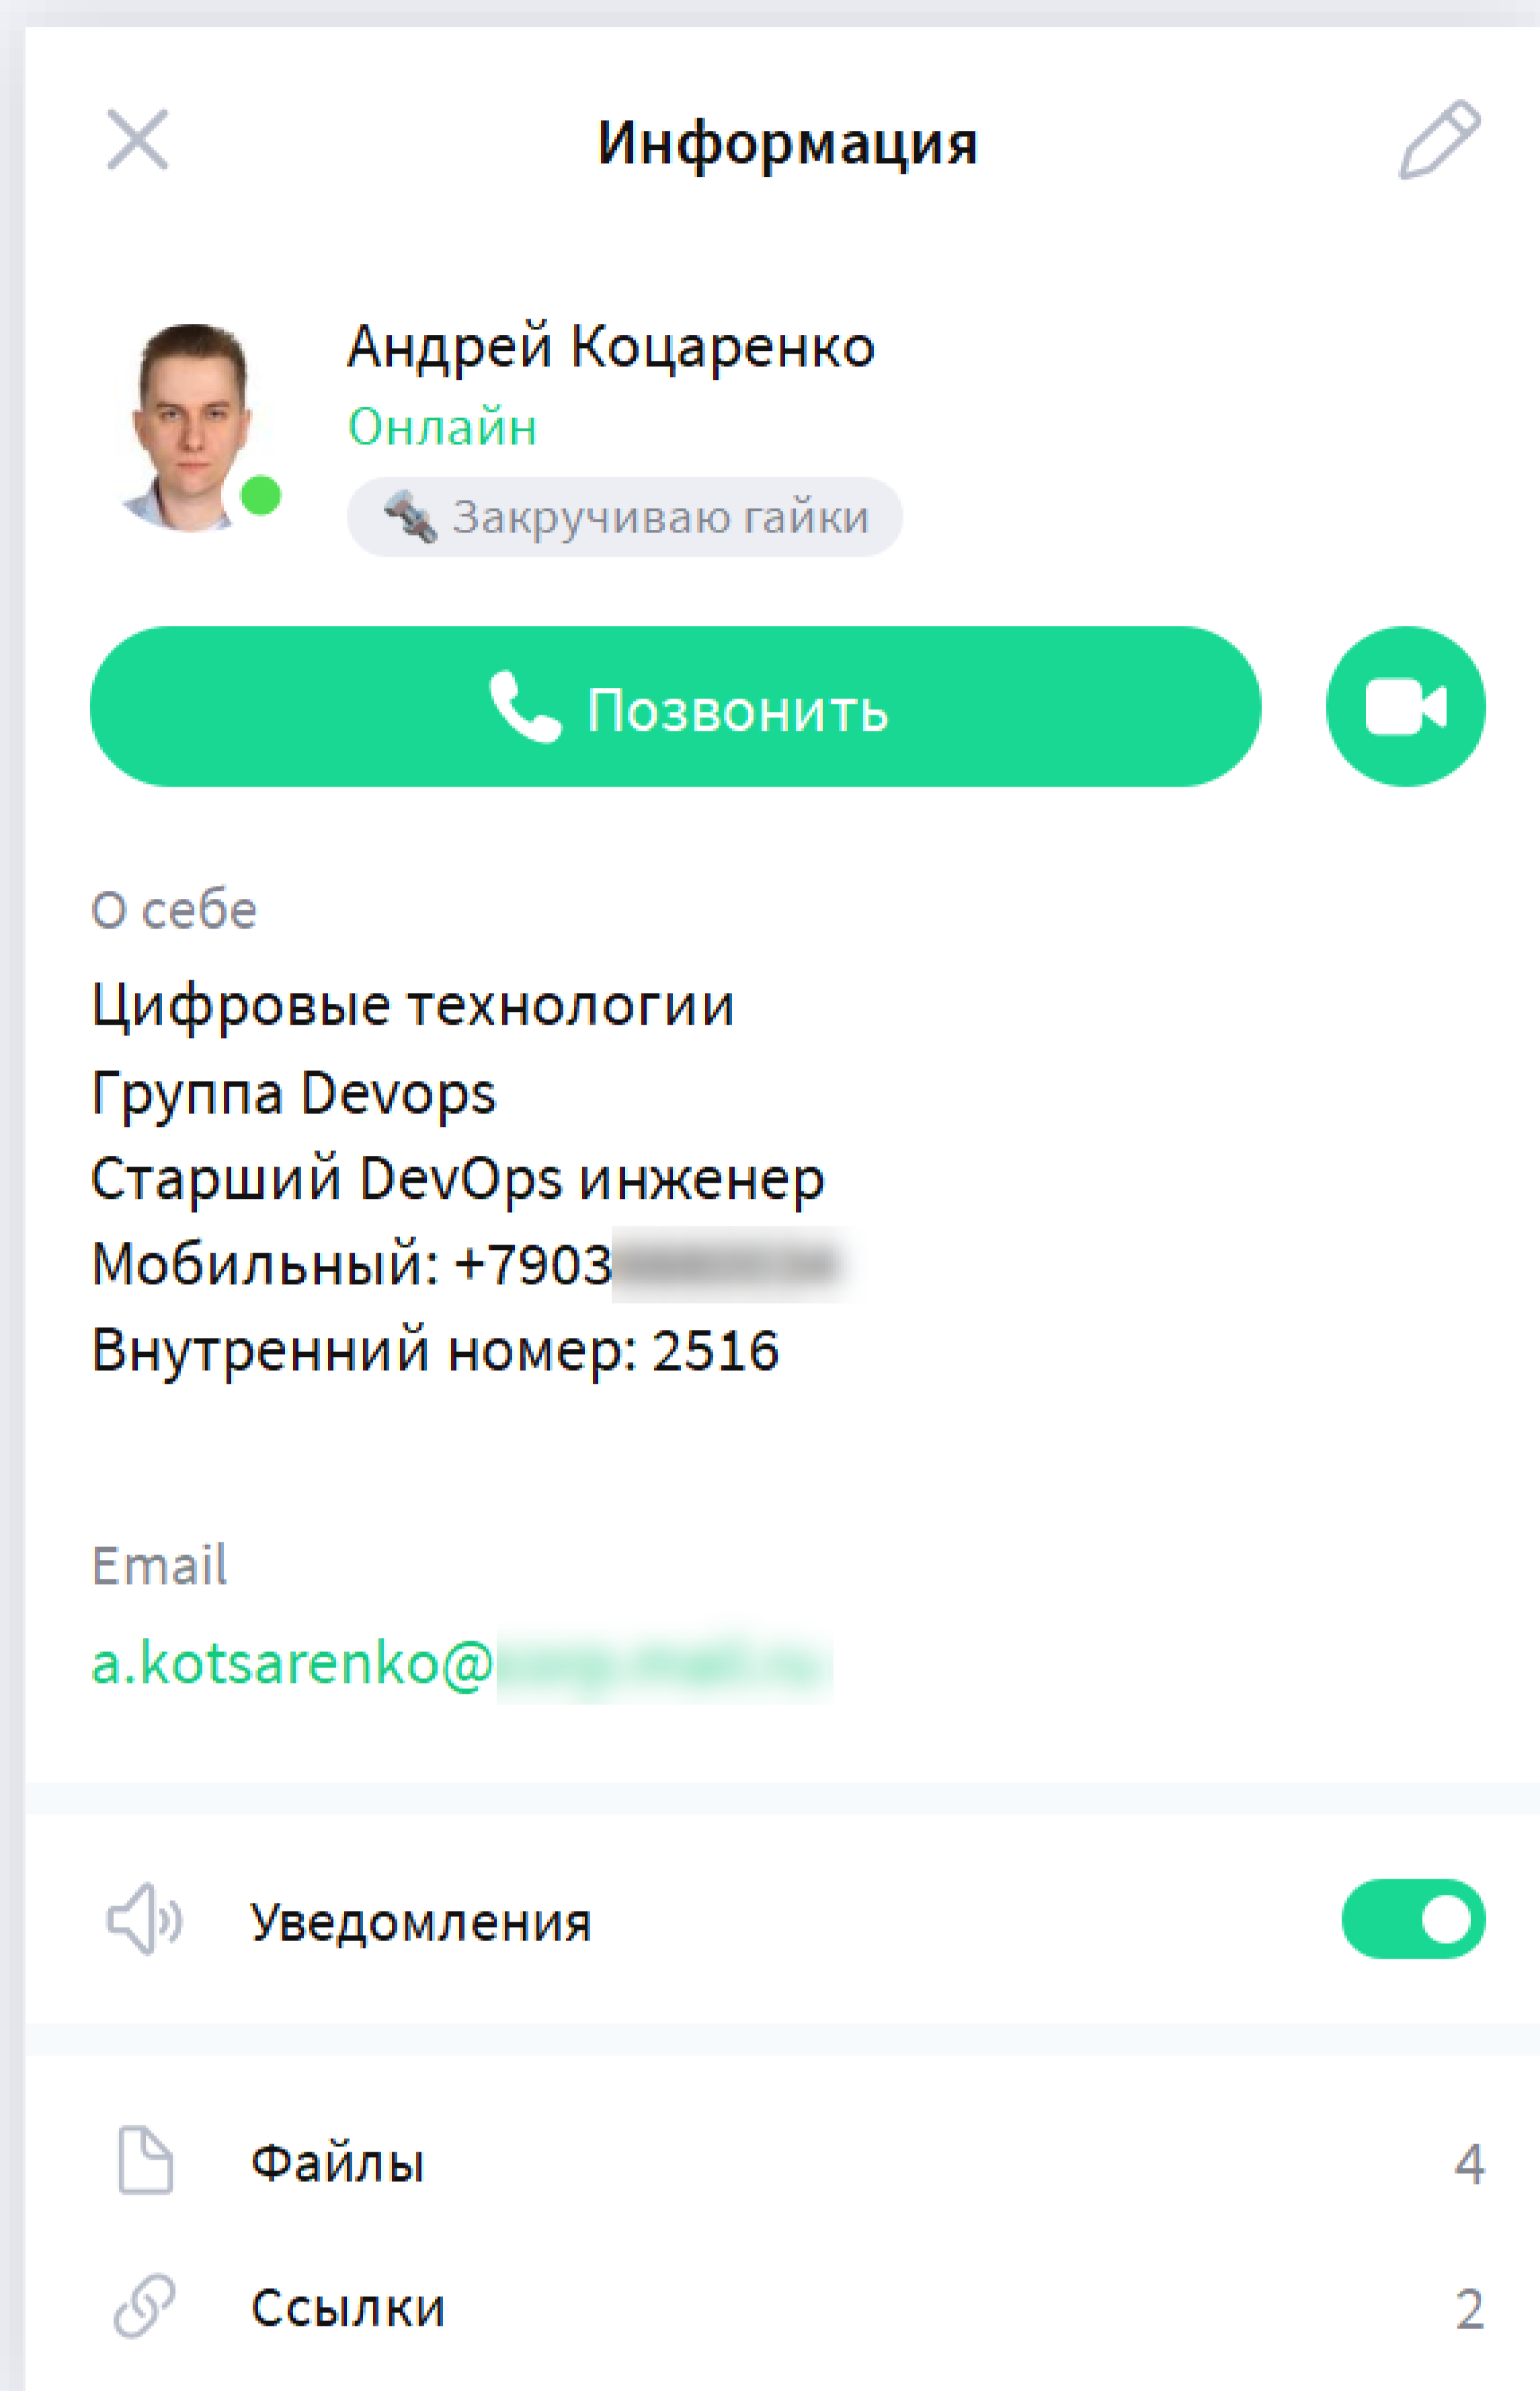 Информация
Андрей Коцаренко
Онлайн
Закручиваю гайки
Позвонить
О себе
Цифровые технологии
Группа Devops
Старший DevOps инженер
Мобильный: +7903
Внутренний номер: 2516
Email
a.kotsarenko@
Уведомления
Файлы 4
Ссылки 2